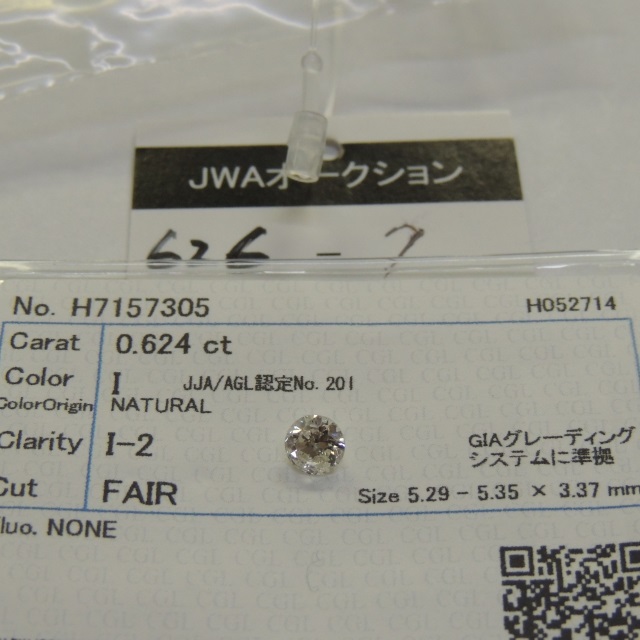 JWAオークション
626-2
No. H7157305 H052714
Carat 0.624 ct
Color I JJA/AGL認定No. 201
ColorOrigin NATURAL
Clarity I-2
GIAグレーディング
システムに準拠
Cut FAIR
Size 5.29 - 5.35 × 3.37 mm
luo. NONE